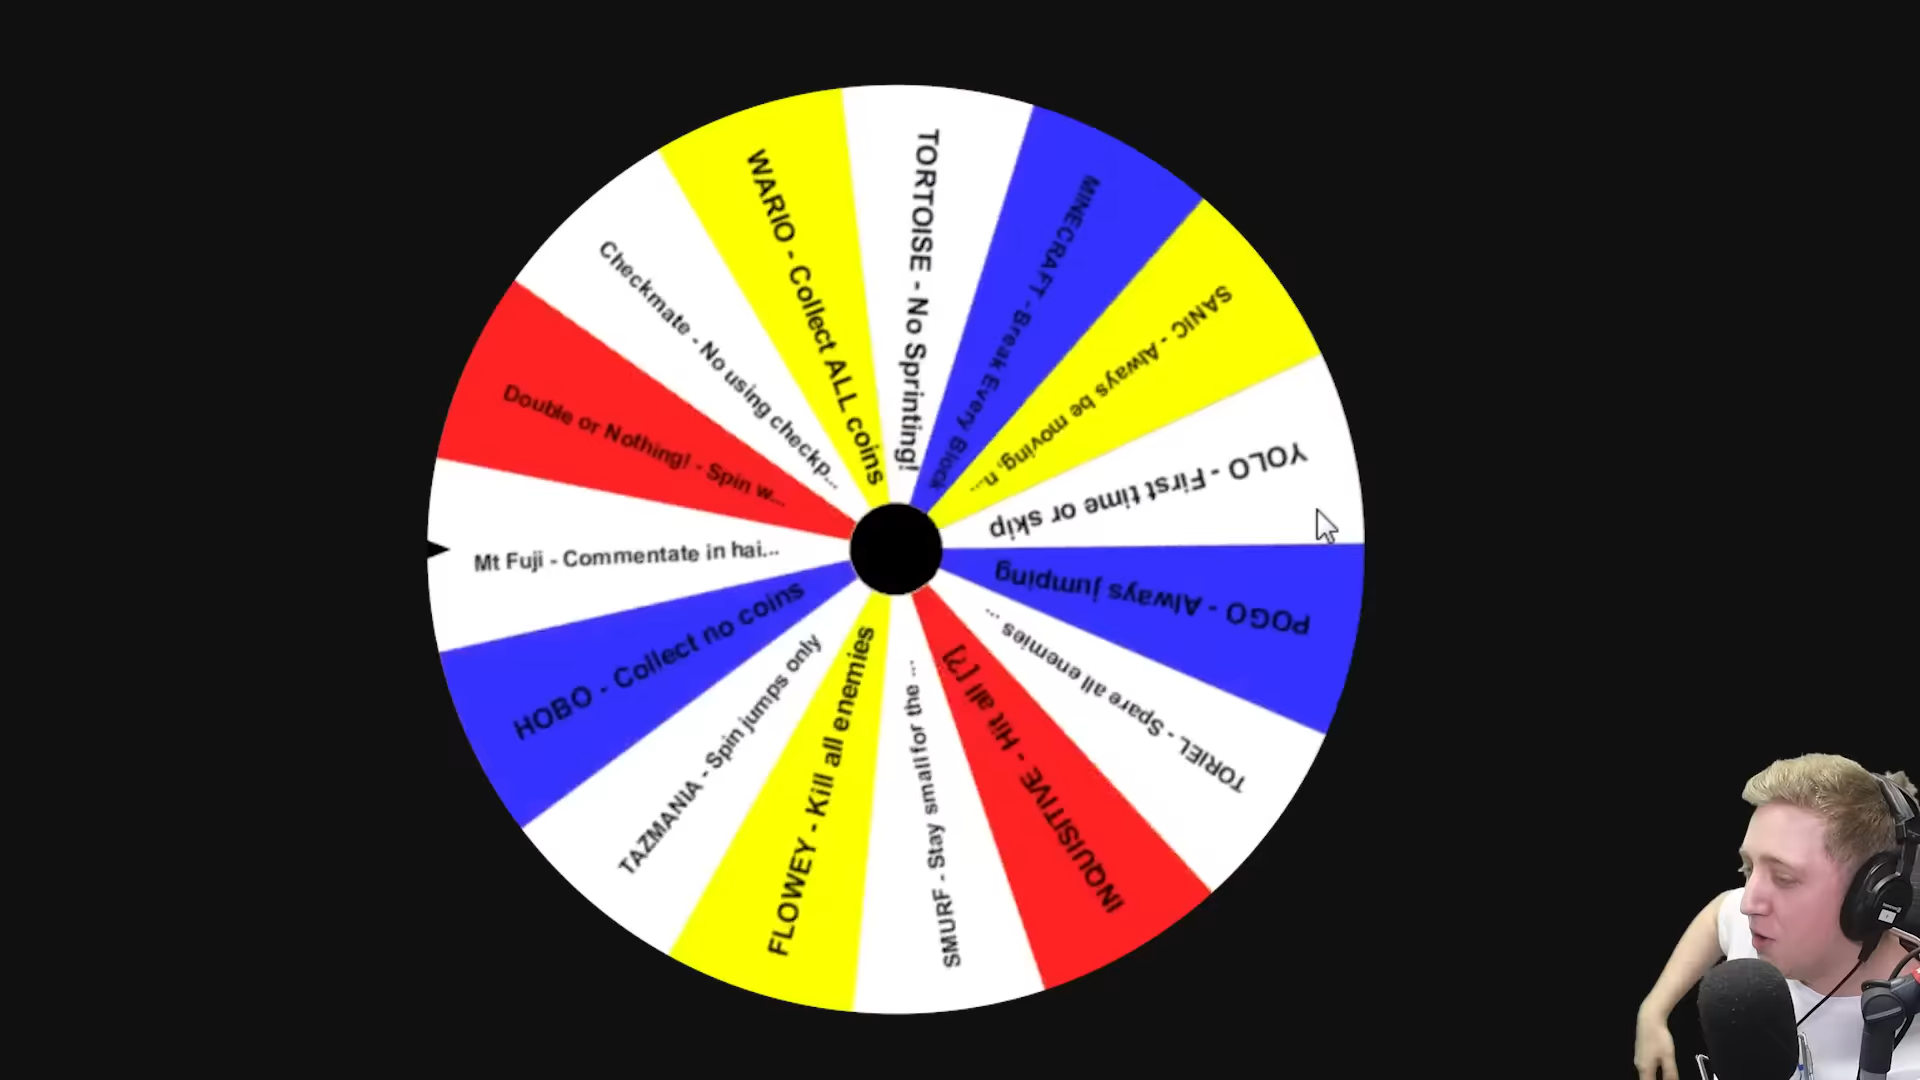 TORTOISE - No Sprinting!
MINECRAFT - Break Every Block
SANIC - Always be moving, n...
YOLO - First time or skip
POGO - Always jumping
TORIEL - Spare all enemies ...
INQUISITIVE - Hit all [?]
SMURF - Stay small for the ...
FLOWEY - Kill all enemies
TAZMANIA - Spin jumps only
HOBO - Collect no coins
Mt Fuji - Commentate in hai...
Double or Nothing! - Spin w...
Checkmate - No using checkp...
WARIO - Collect ALL coins